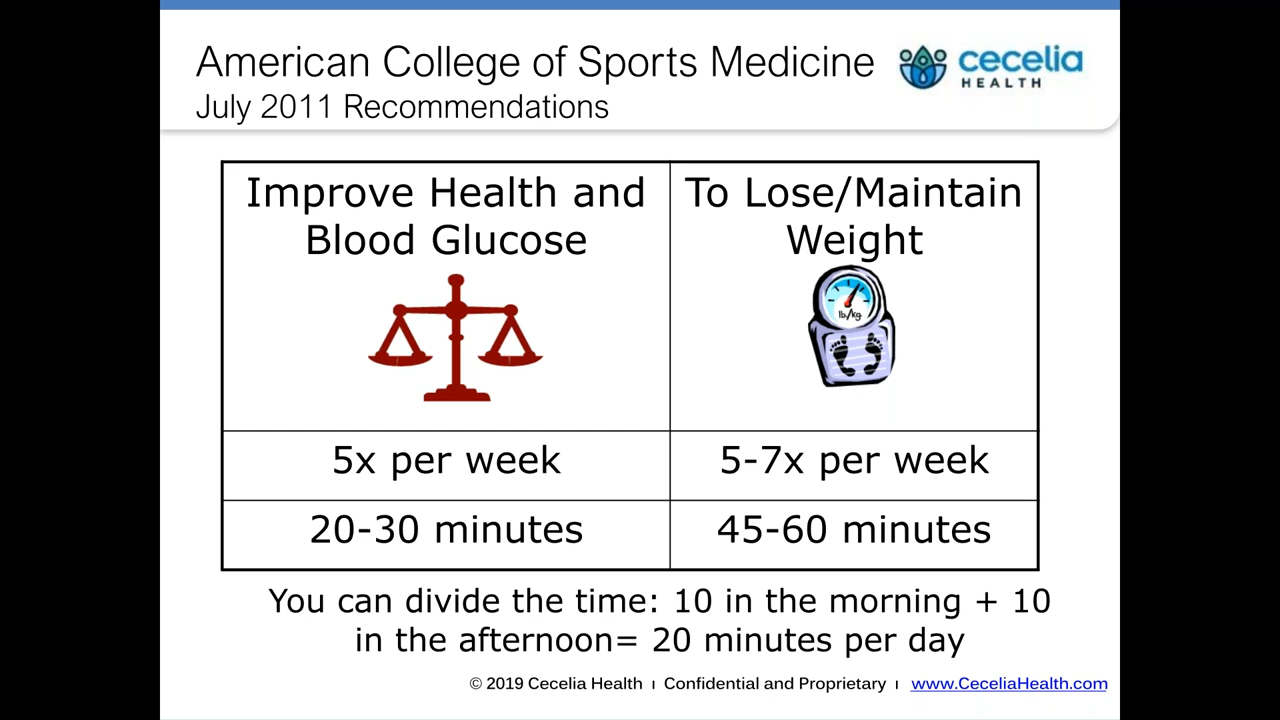 American College of Sports Medicine
July 2011 Recommendations
cecelia
HEALTH
Improve Health and
Blood Glucose
To Lose/Maintain
Weight
lb/kg
5x per week
5-7x per week
20-30 minutes
45-60 minutes
You can divide the time: 10 in the morning + 10
in the afternoon= 20 minutes per day
© 2019 Cecelia Health ı Confidential and Proprietary ı www.CeceliaHealth.com